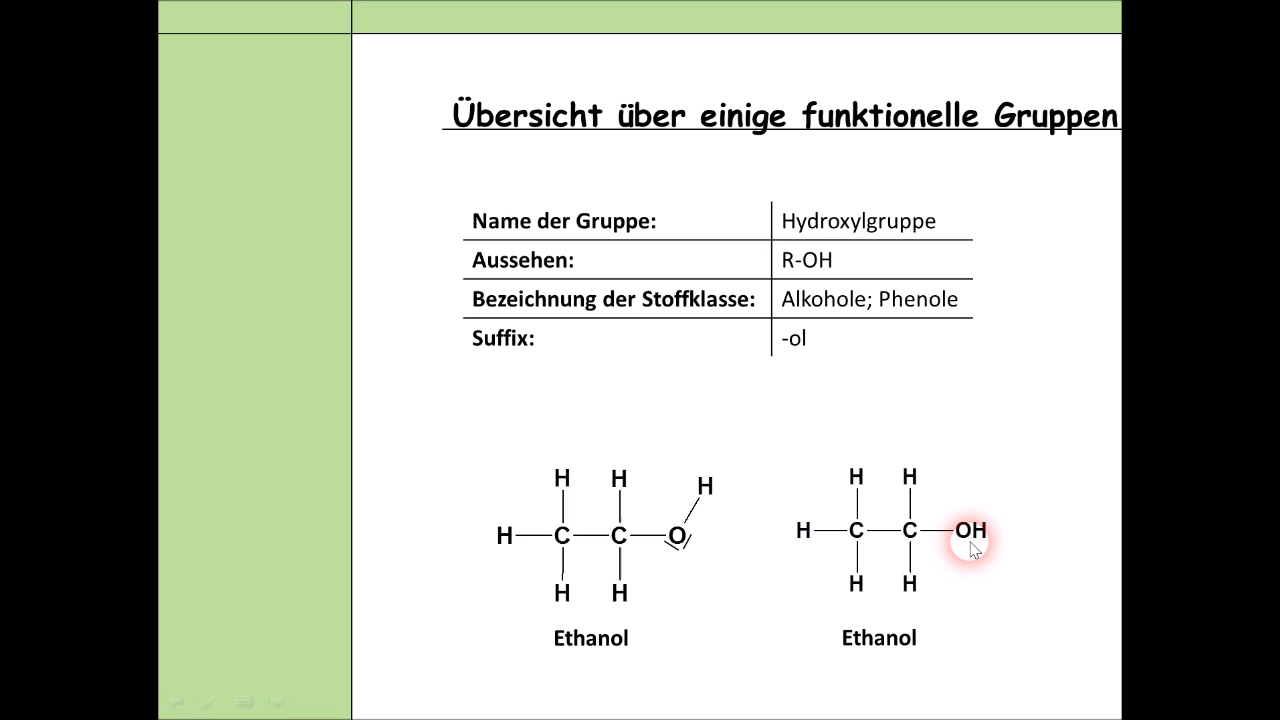 Übersicht über einige funktionelle Gruppen
Name der Gruppe: Hydroxylgruppe
Aussehen: R-OH
Bezeichnung der Stoffklasse: Alkohole; Phenole
Suffix: -ol
H H H H H
H C C O H C C OH
H H H H
Ethanol Ethanol